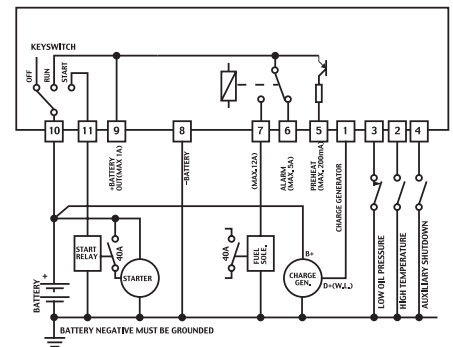 KEYSWITCH
OFF
RUN
START
10
11
9
8
7
6
5
1
3
2
4
+BATTERY
OUT(MAX 1A)
-BATTERY
(MAX.12A)
ALARM
(MAX. 5A)
PREHEAT
(MAX. 200mA)
CHARGE GENERATOR
START
RELAY
40A
STARTER
40A
FUEL
SOLE.
B+
CHARGE
GEN.
D+(W.L.)
LOW OIL PRESSURE
HIGH TEMPERATURE
AUXILIARY SHUTDOWN
+
BATTERY
BATTERY NEGATIVE MUST BE GROUNDED